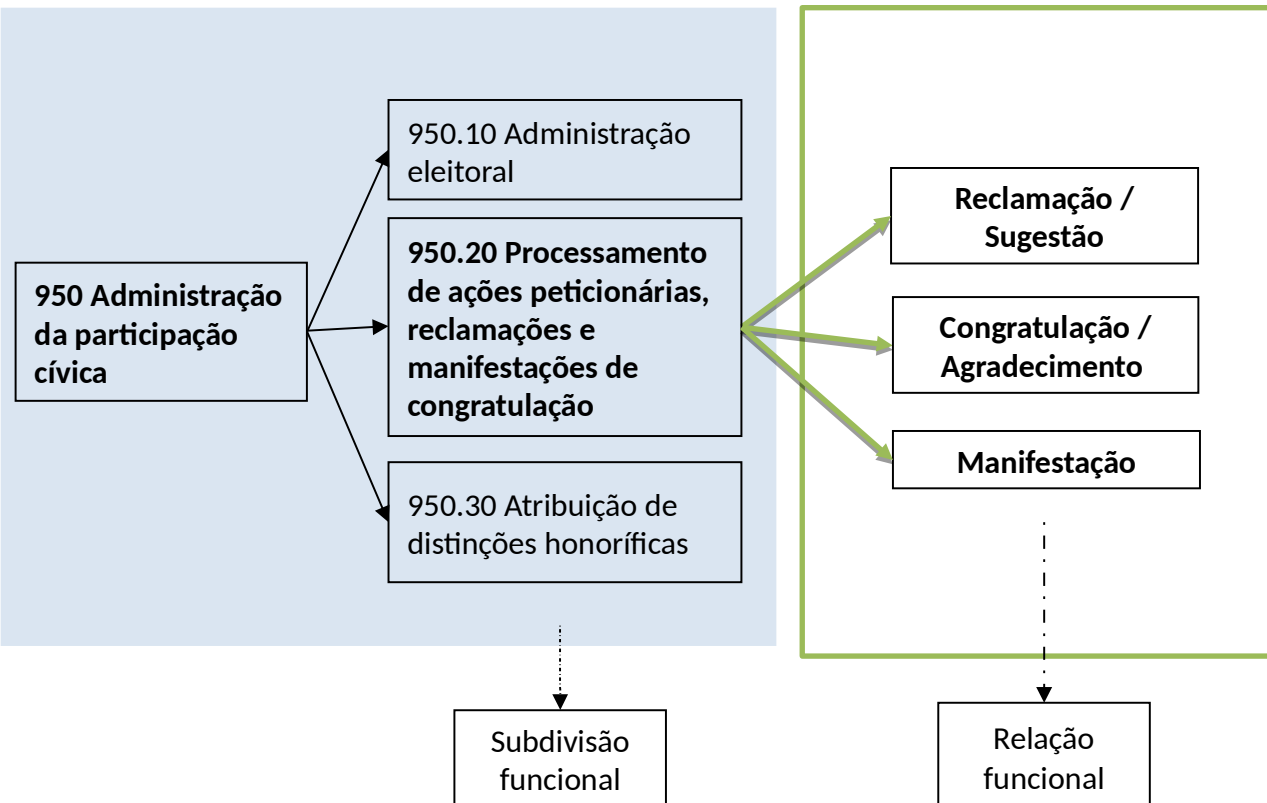 950 Administração
da participação
cívica
950.10 Administração
eleitoral
950.20 Processamento
de ações peticionárias,
reclamações e
manifestações de
congratulação
950.30 Atribuição de
distinções honoríficas
Reclamação /
Sugestão
Congratulação /
Agradecimento
Manifestação
Subdivisão
funcional
Relação
funcional